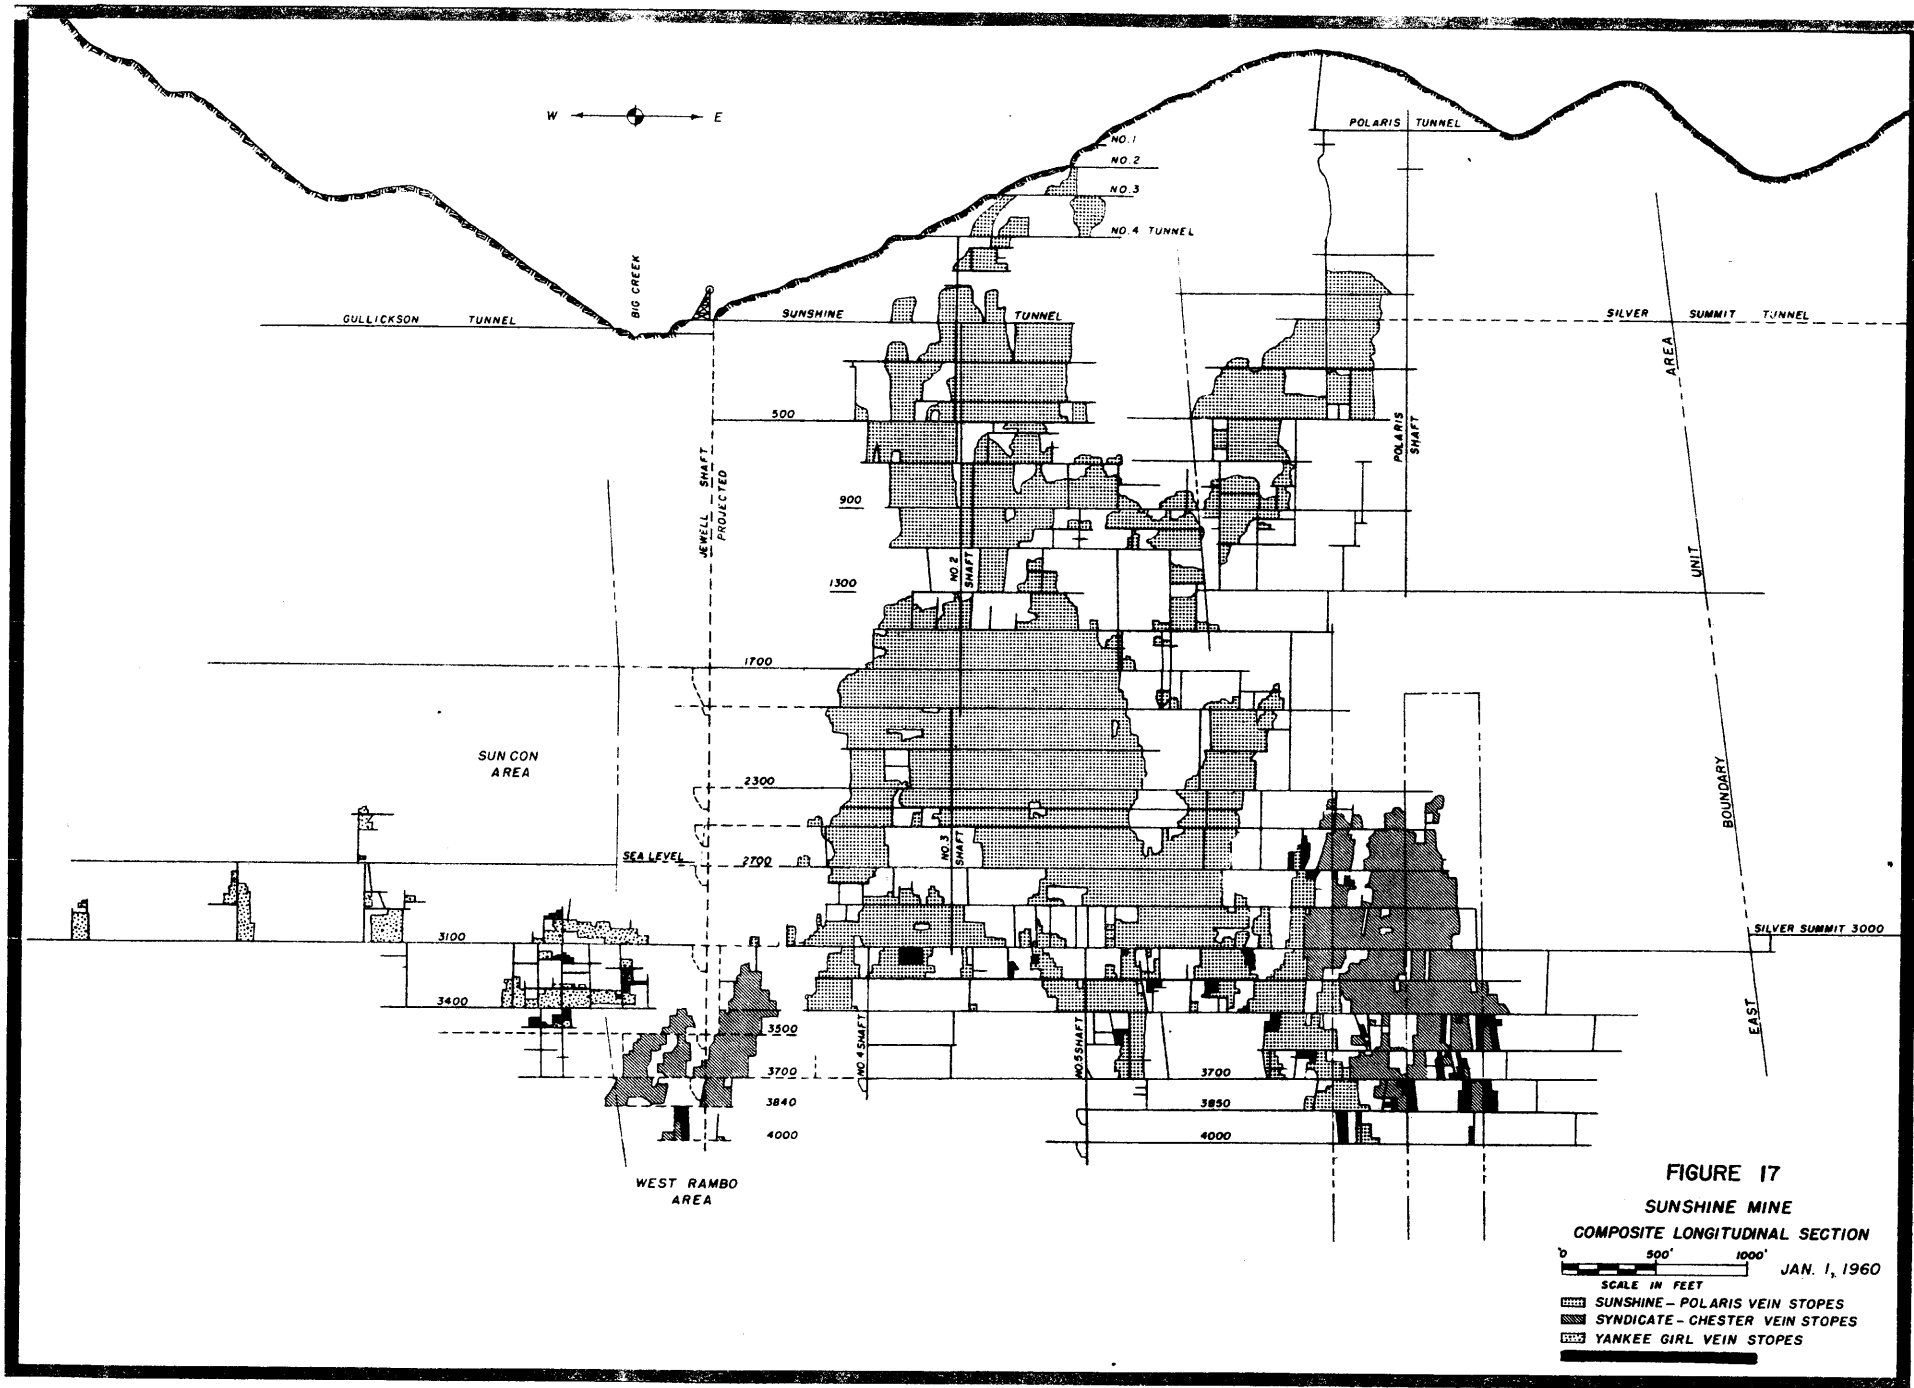 W E
NO. 1
NO. 2
NO. 3
NO. 4 TUNNEL
POLARIS TUNNEL
BIG CREEK
GULLICKSON TUNNEL
SUNSHINE TUNNEL
SILVER SUMMIT TUNNEL
500
POLARIS
SHAFT
JEWELL SHAFT
PROJECTED
900
NO. 2
SHAFT
1300
1700
SUN CON
AREA
2300
NO. 3
SHAFT
SEA LEVEL
2700
3100
SILVER SUMMIT 3000
3400
3500
NO 4 SHAFT
NO. 5 SHAFT
3700
3700
3840
3850
4000
4000
EAST BOUNDARY UNIT AREA
WEST RAMBO
AREA
FIGURE 17
SUNSHINE MINE
COMPOSITE LONGITUDINAL SECTION
0 500' 1000'
JAN. 1, 1960
SCALE IN FEET
SUNSHINE – POLARIS VEIN STOPES
SYNDICATE – CHESTER VEIN STOPES
YANKEE GIRL VEIN STOPES